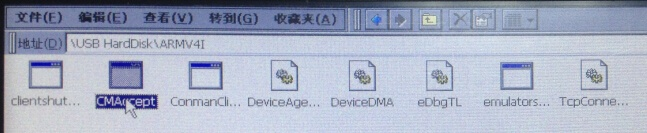 文件(F) 编辑(E) 查看(V) 转到(G) 收藏夹(A)
地址(D) \USB HardDisk\ARMV4I
clientshut... CMAccept ConmanCli... DeviceAge... DeviceDMA eDbgTL emulators... TcpConne...